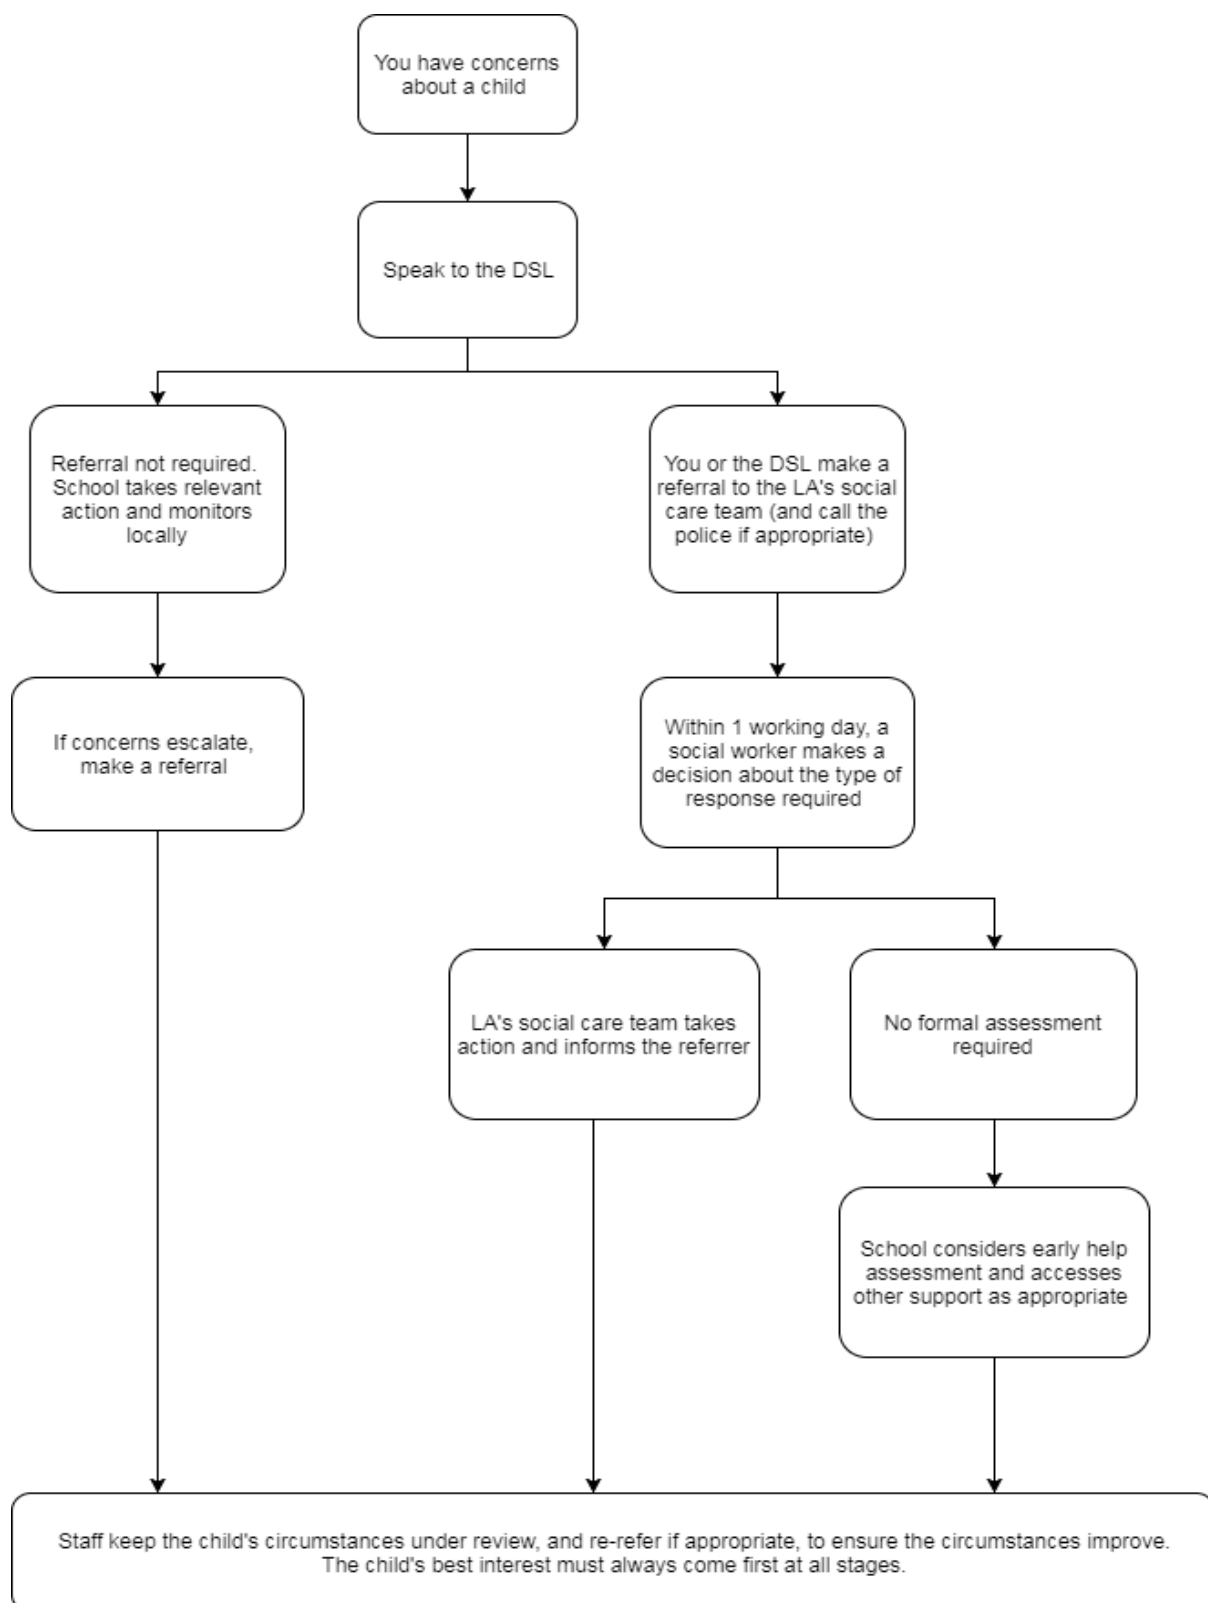 You have concerns
about a child
Speak to the DSL
Referral not required.
School takes relevant
action and monitors
locally
You or the DSL make a
referral to the LA's social
care team (and call the
police if appropriate)
If concerns escalate,
make a referral
Within 1 working day, a
social worker makes a
decision about the type of
response required
LA's social care team takes
action and informs the referrer
No formal assessment
required
School considers early help
assessment and accesses
other support as appropriate
Staff keep the child's circumstances under review, and re-refer if appropriate, to ensure the circumstances improve.
The child's best interest must always come first at all stages.